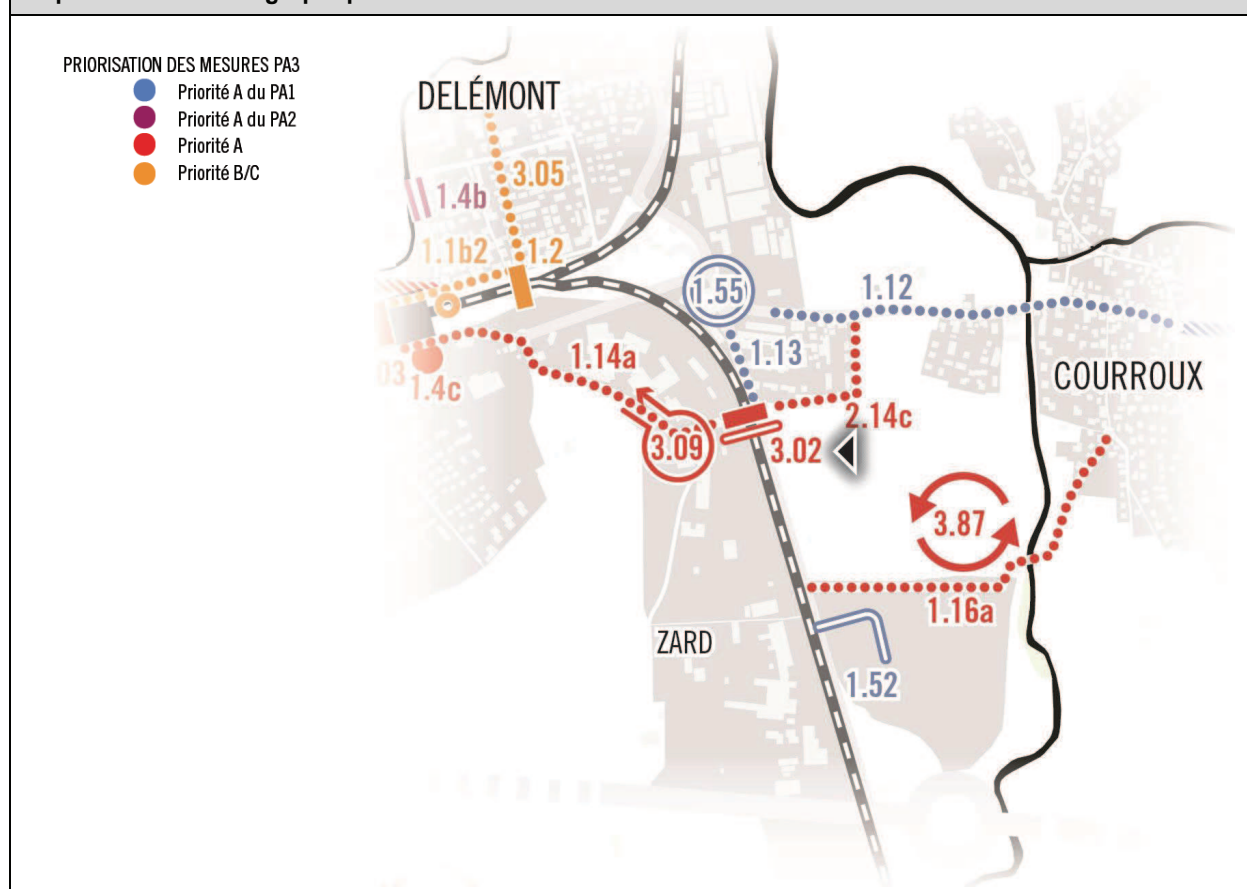 PRIORISATION DES MESURES PA3
Priorité A du PA1
Priorité A du PA2
Priorité A
Priorité B/C
DELÉMONT
3.05
1.4b
1.1b2
1.2
1.55
1.12
1.13
1.14a
03
1.4c
COURROUX
2.14c
3.09
3.02
3.87
1.16a
ZARD
1.52